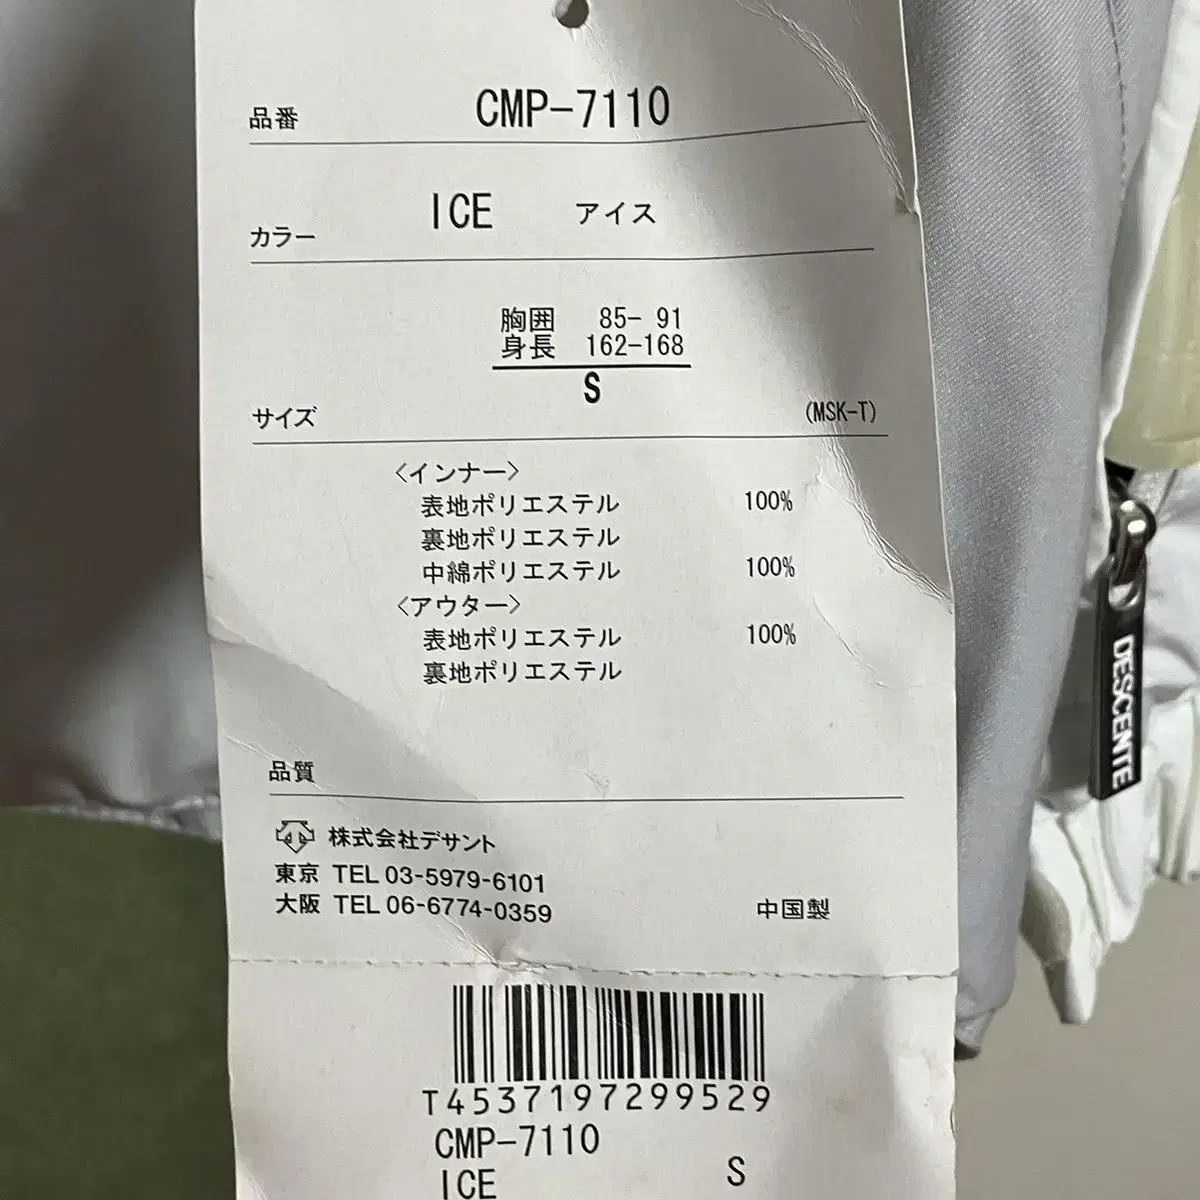 品番 CMP-7110
カラー ICE アイス
胸囲 85- 91
身長 162-168
S
サイズ (MSK-T)
〈インナー〉
表地ポリエステル 100%
裏地ポリエステル
中綿ポリエステル 100%
〈アウター〉
表地ポリエステル 100%
裏地ポリエステル
品質
株式会社デサント
東京 TEL 03-5979-6101
大阪 TEL 06-6774-0359
中国製
T4537197299529
CMP-7110
ICE S
DESCENTE